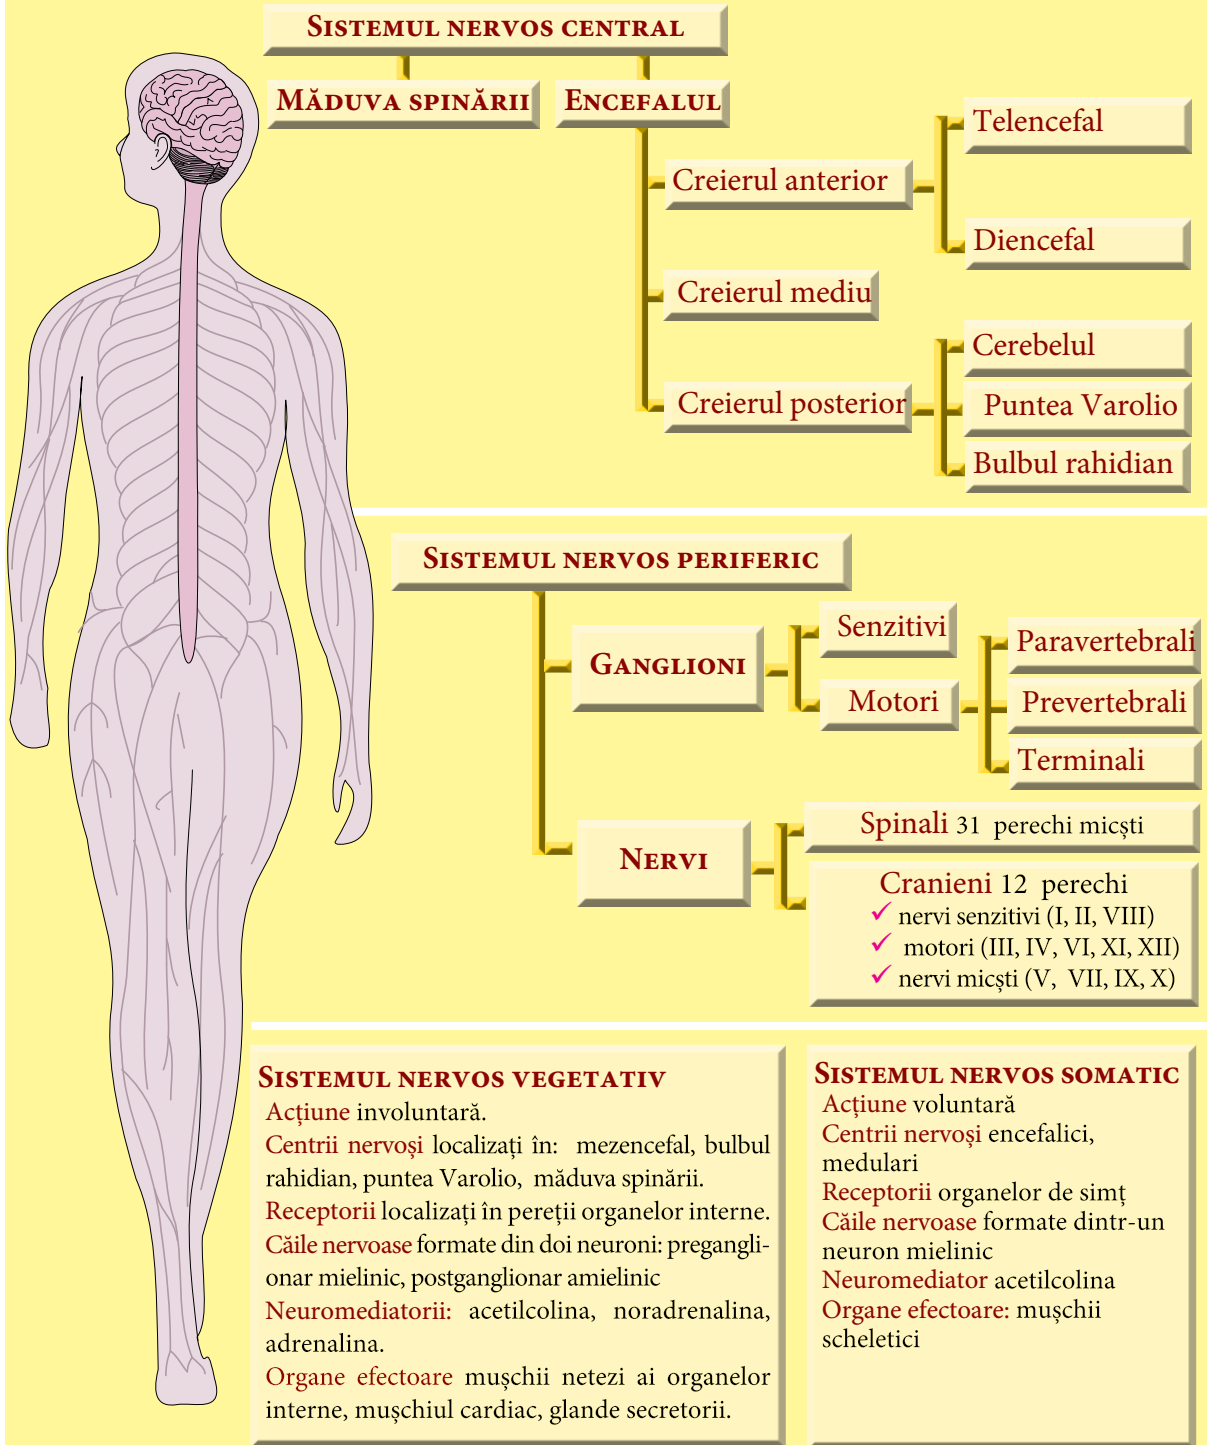 SISTEMUL NERVOS CENTRAL
MĂDUVA SPINĂRII
ENCEFALUL
Creierul anterior
Telencefal
Diencefal
Creierul mediu
Creierul posterior
Cerebelul
Puntea Varolio
Bulbul rahidian
SISTEMUL NERVOS PERIFERIC
GANGLIONI
Senzitivi
Motori
Paravertebrali
Prevertebrali
Terminali
NERVI
Spinali 31 perechi micști
Cranieni 12 perechi
✓ nervi senzitivi (I, II, VIII)
✓ motori (III, IV, VI, XI, XII)
✓ nervi micști (V, VII, IX, X)
SISTEMUL NERVOS VEGETATIV
Acțiune involuntară.
Centrii nervoși localizați în: mezencefal, bulbul
rahidian, puntea Varolio, măduva spinării.
Receptorii localizați în pereții organelor interne.
Căile nervoase formate din doi neuroni: pregangli-
onar mielinic, postganglionar amielinic
Neuromediatorii: acetilcolina, noradrenalina,
adrenalina.
Organe efectoare mușchii netezi ai organelor
interne, mușchiul cardiac, glande secretorii.
SISTEMUL NERVOS SOMATIC
Acțiune voluntară
Centrii nervoși encefalici,
medulari
Receptorii organelor de simț
Căile nervoase formate dintr-un
neuron mielinic
Neuromediator acetilcolina
Organe efectoare: mușchii
scheletici